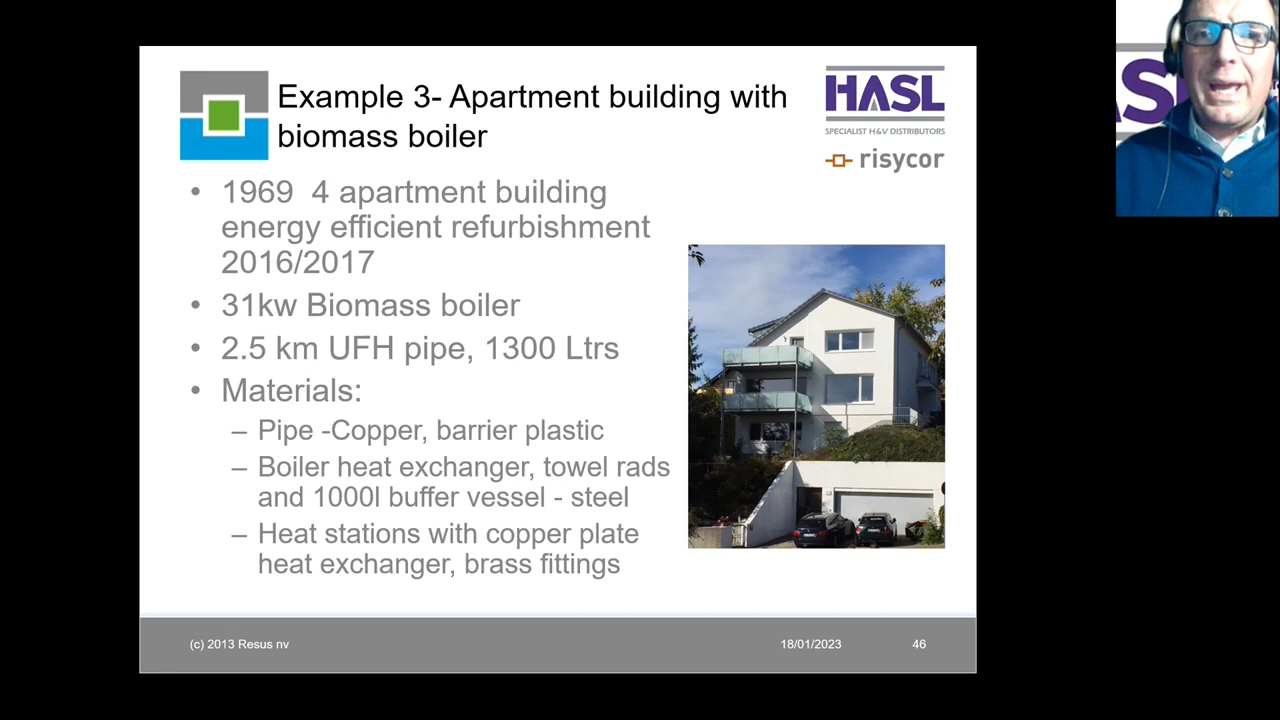 Example 3- Apartment building with
biomass boiler
HASL
SPECIALIST H&V DISTRIBUTORS
risycor
• 1969 4 apartment building
energy efficient refurbishment
2016/2017
• 31kw Biomass boiler
• 2.5 km UFH pipe, 1300 Ltrs
• Materials:
– Pipe -Copper, barrier plastic
– Boiler heat exchanger, towel rads
and 1000l buffer vessel - steel
– Heat stations with copper plate
heat exchanger, brass fittings
(c) 2013 Resus nv
18/01/2023
46